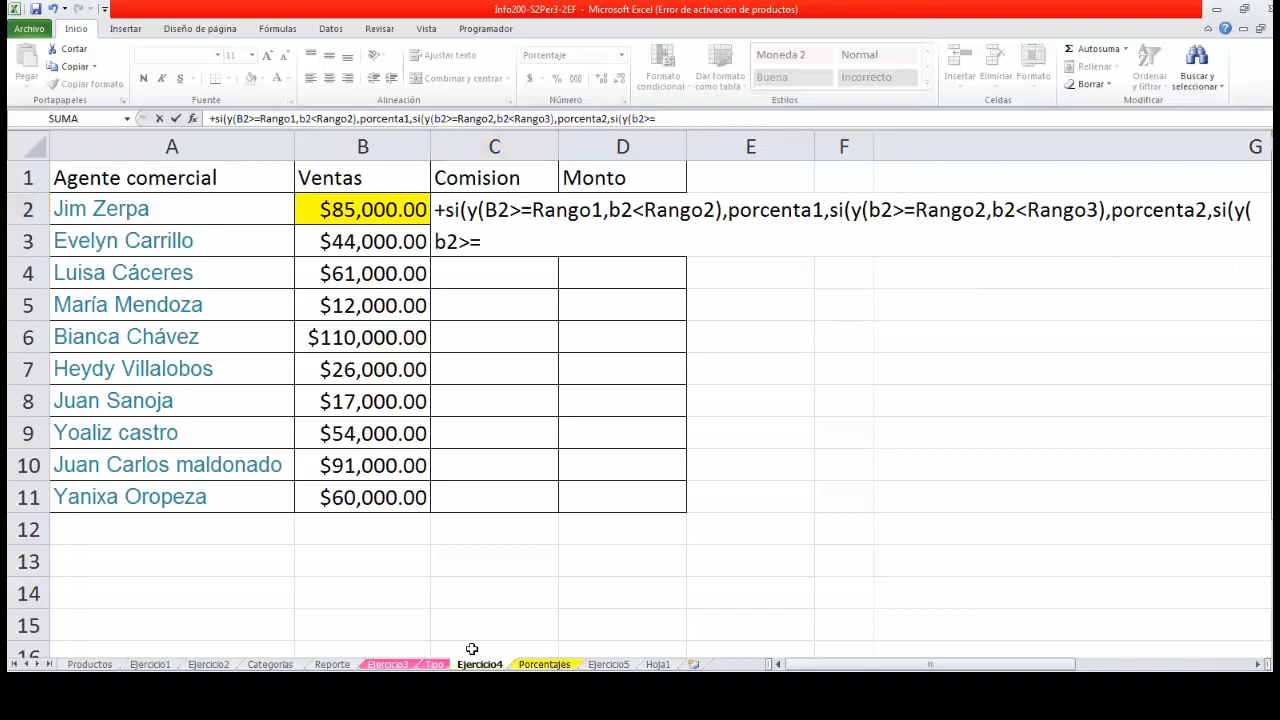 Info200-S2Per3-2EF - Microsoft Excel (Error de activación de productos)
Archivo Inicio Insertar Diseño de página Fórmulas Datos Revisar Vista Programador
Pegar
Cortar
Copiar
Copiar formato
Portapapeles
11
N K S
Fuente
Ajustar texto
Combinar y centrar
Alineación
Porcentaje
$ % 000
Número
Formato condicional
Dar formato como tabla
Moneda 2 Normal
Buena Incorrecto
Estilos
Insertar Eliminar Formato
Celdas
Autosuma
Rellenar
Borrar
Ordenar y filtrar
Buscar y seleccionar
Modificar
SUMA +si(y(B2>=Rango1,b2<Rango2),porcenta1,si(y(b2>=Rango2,b2<Rango3),porcenta2,si(y(b2>=
A B C D E F G
1 Agente comercial Ventas Comision Monto
2 Jim Zerpa $85,000.00 +si(y(B2>=Rango1,b2<Rango2),porcenta1,si(y(b2>=Rango2,b2<Rango3),porcenta2,si(y(
3 Evelyn Carrillo $44,000.00 b2>=
4 Luisa Cáceres $61,000.00
5 María Mendoza $12,000.00
6 Bianca Chávez $110,000.00
7 Heydy Villalobos $26,000.00
8 Juan Sanoja $17,000.00
9 Yoaliz castro $54,000.00
10 Juan Carlos maldonado $91,000.00
11 Yanixa Oropeza $60,000.00
12
13
14
15
16
Productos Ejercicio1 Ejercicio2 Categorias Reporte Ejercicio3 Tipo Ejercicio4 Porcentajes Ejercicio5 Hoja1